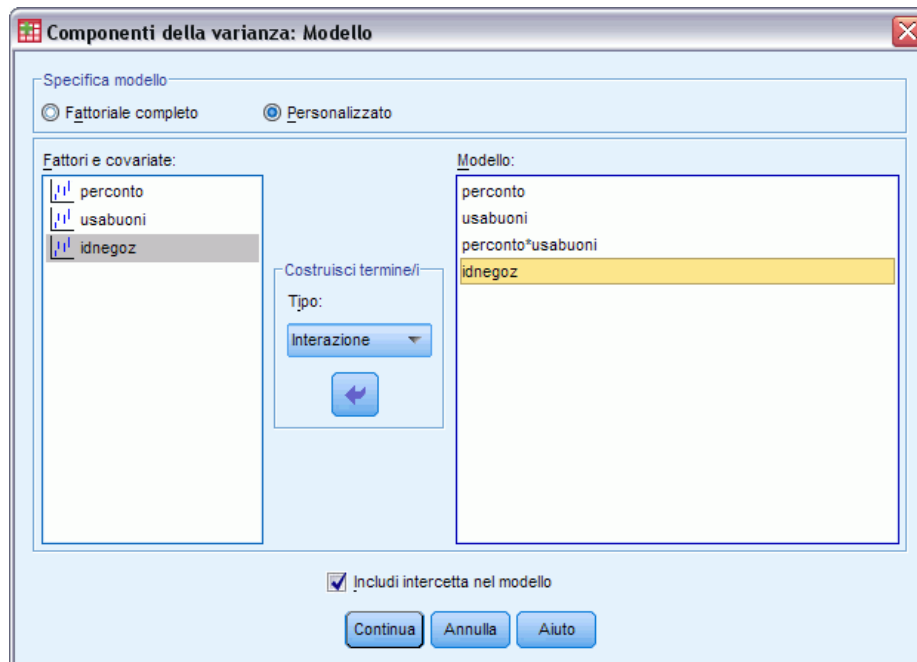 Componenti della varianza: Modello
Specifica modello
Fattoriale completo
Personalizzato
Fattori e covariate:
perconto
usabuoni
idnegoz
Costruisci termine/i
Tipo:
Interazione
Modello:
perconto
usabuoni
perconto*usabuoni
idnegoz
Includi intercetta nel modello
Continua
Annulla
Aiuto